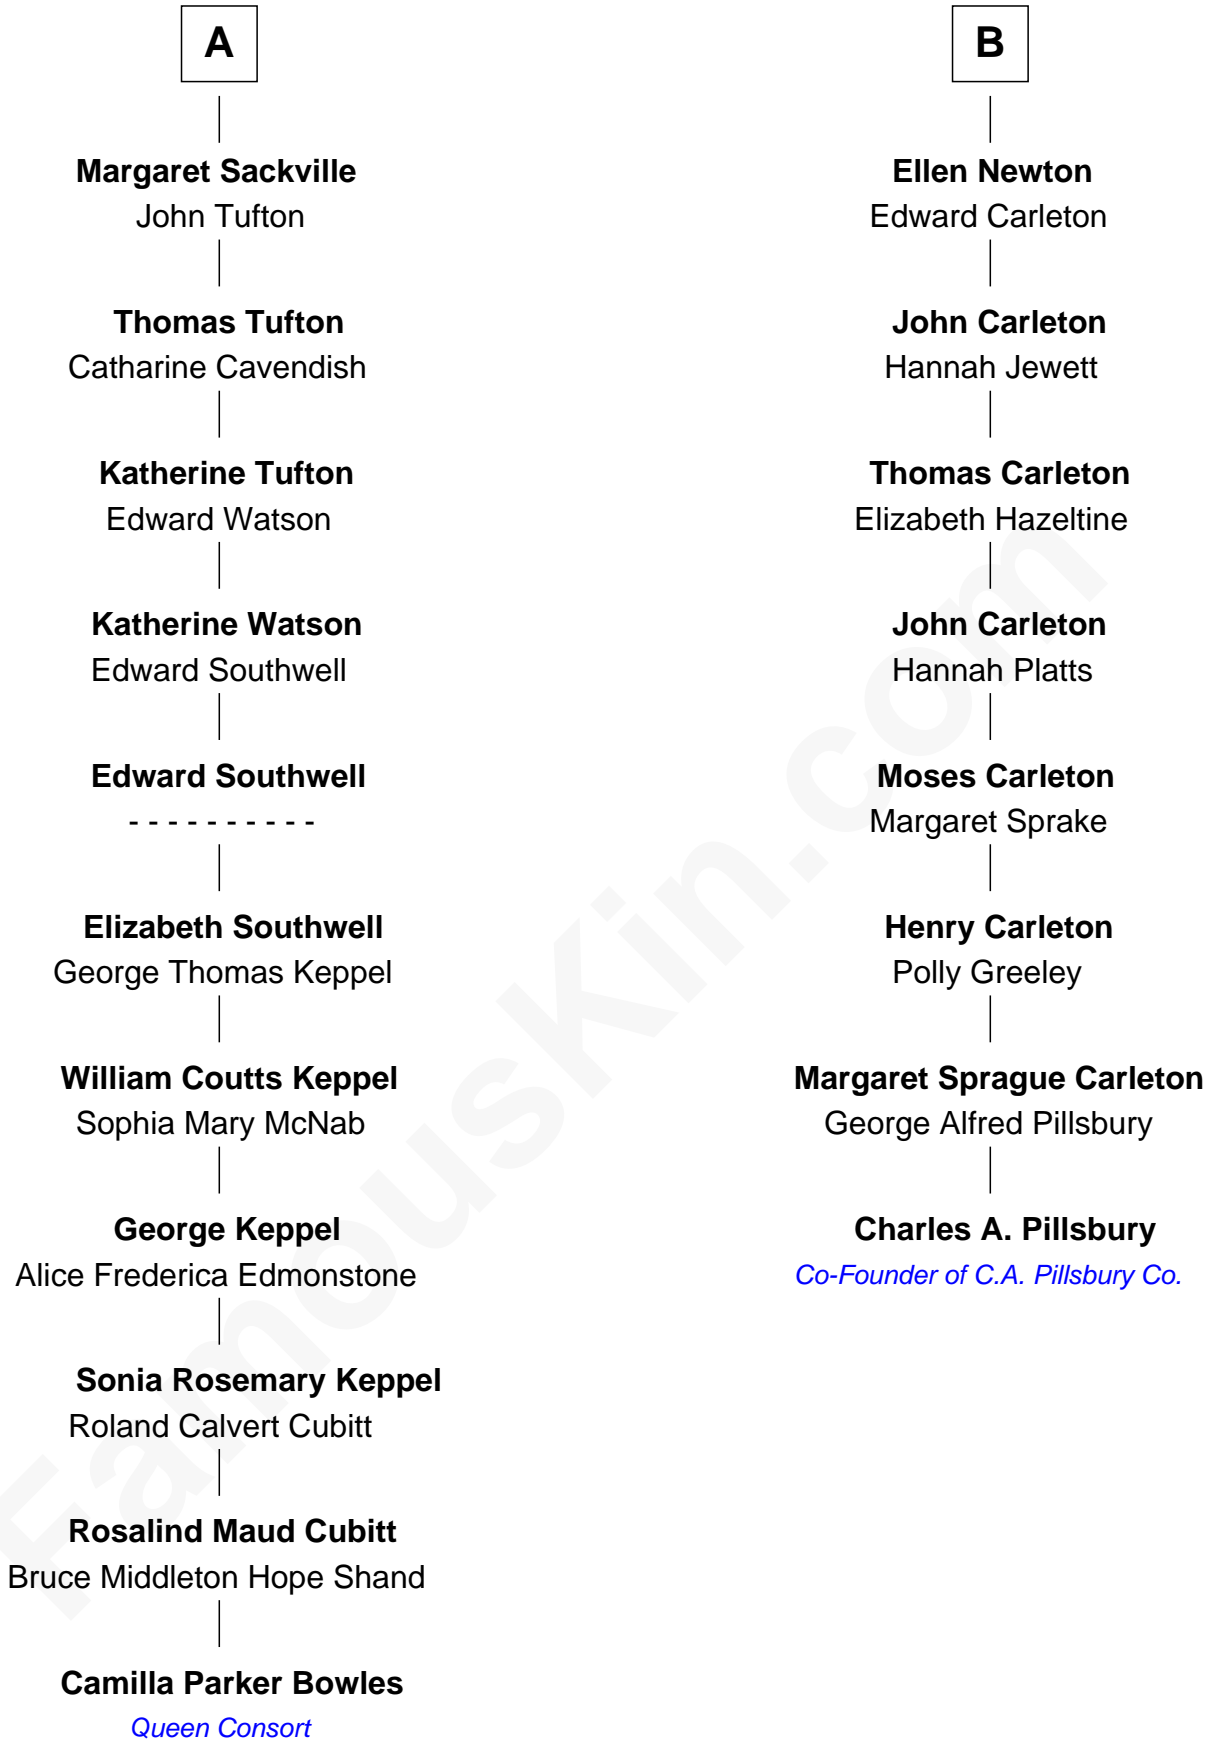 A
Margaret Sackville
John Tufton
Thomas Tufton
Catharine Cavendish
Katherine Tufton
Edward Watson
Katherine Watson
Edward Southwell
Edward Southwell
- - - - - - - - - -
Elizabeth Southwell
George Thomas Keppel
William Coutts Keppel
Sophia Mary McNab
George Keppel
Alice Frederica Edmonstone
Sonia Rosemary Keppel
Roland Calvert Cubitt
Rosalind Maud Cubitt
Bruce Middleton Hope Shand
Camilla Parker Bowles
Queen Consort
B
Ellen Newton
Edward Carleton
John Carleton
Hannah Jewett
Thomas Carleton
Elizabeth Hazeltine
John Carleton
Hannah Platts
Moses Carleton
Margaret Sprake
Henry Carleton
Polly Greeley
Margaret Sprague Carleton
George Alfred Pillsbury
Charles A. Pillsbury
Co-Founder of C.A. Pillsbury Co.
FamousKin.com